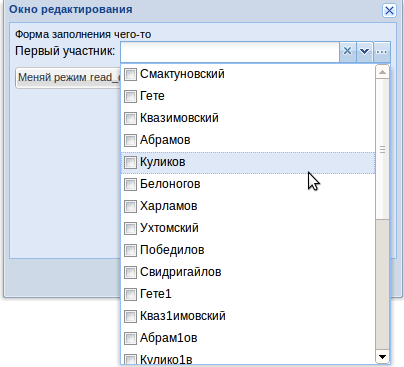 Окно редактирования
Форма заполнения чего-то
Первый участник:
Меняй режим read_
Смактуновский
Гете
Квазимовский
Абрамов
Куликов
Белоногов
Харламов
Ухтомский
Победилов
Свидригайлов
Гете1
Кваз1имовский
Абрам1ов
Кулико1в